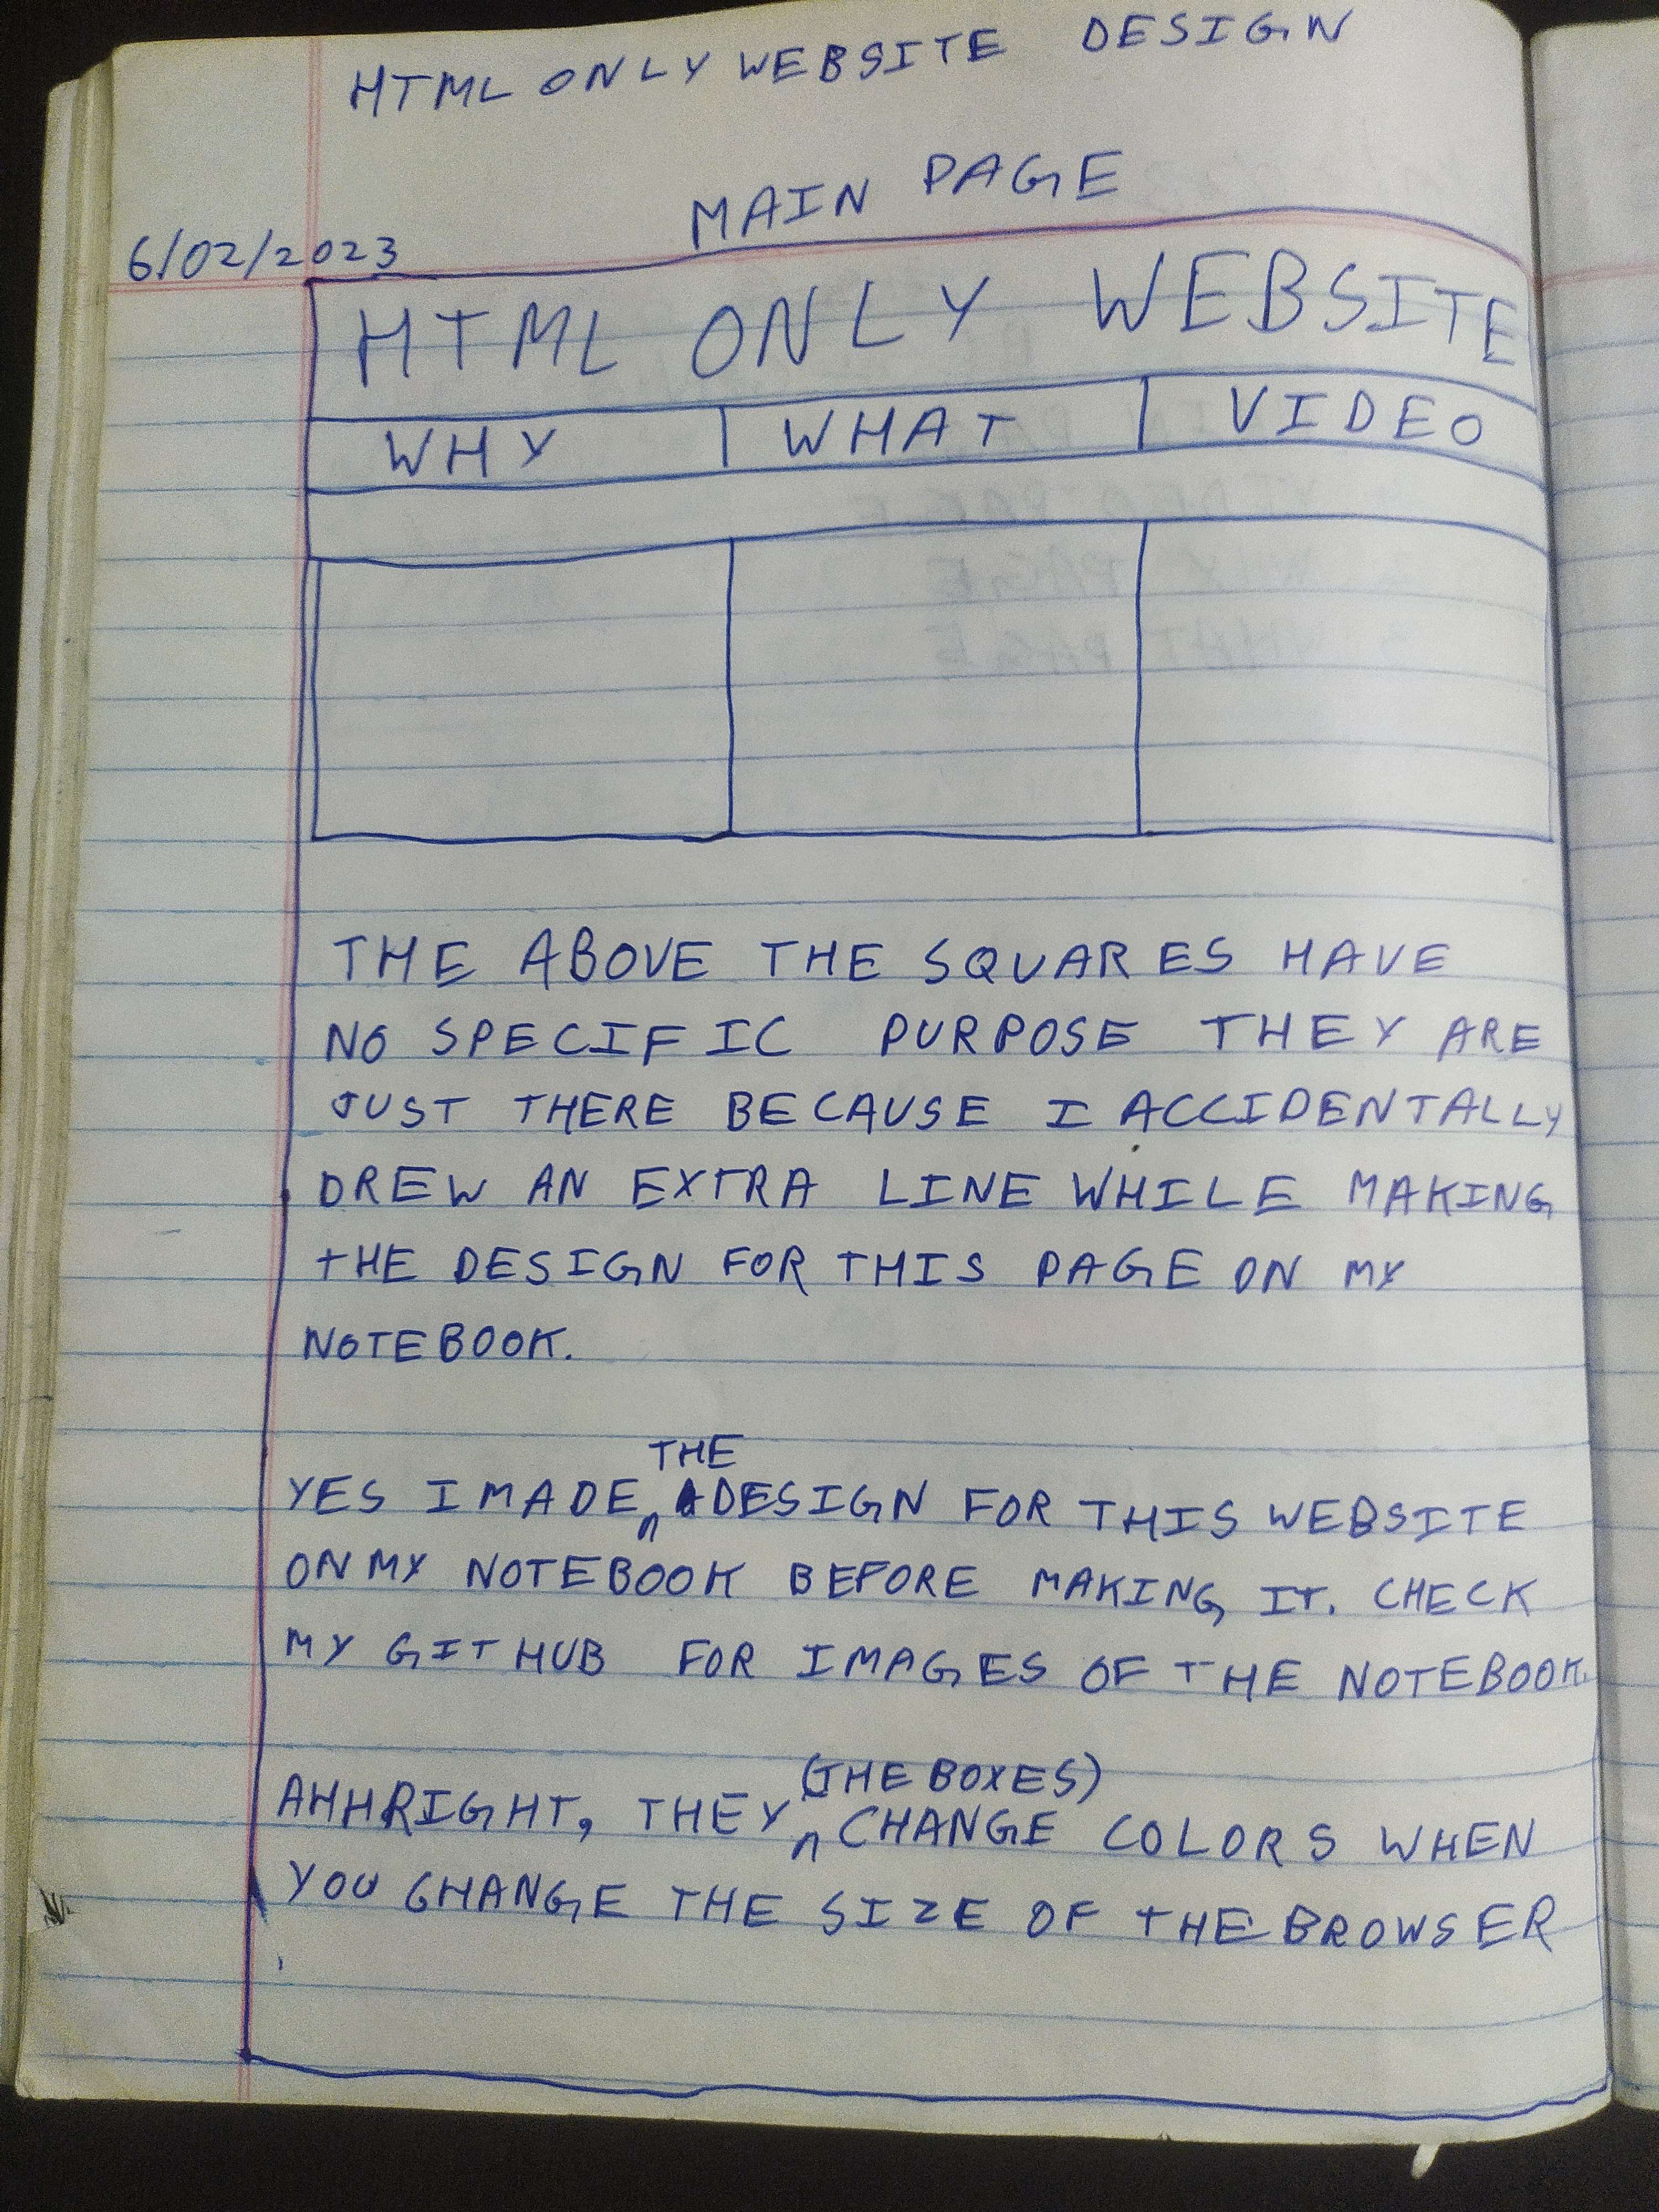 HTML ONLY WEBSITE DESIGN
MAIN PAGE
6/02/2023
HTML ONLY WEBSITE
WHY WHAT VIDEO
THE ABOVE THE SQUARES HAVE
NO SPECIFIC PURPOSE THEY ARE
JUST THERE BECAUSE I ACCIDENTALLY
DREW AN EXTRA LINE WHILE MAKING
THE DESIGN FOR THIS PAGE ON MY
NOTEBOOK.
THE
YES I MADE DESIGN FOR THIS WEBSITE
ON MY NOTEBOOK BEFORE MAKING IT. CHECK
MY GITHUB FOR IMAGES OF THE NOTEBOOK.
(THE BOXES)
AHHRIGHT, THEY CHANGE COLORS WHEN
YOU CHANGE THE SIZE OF THE BROWSER